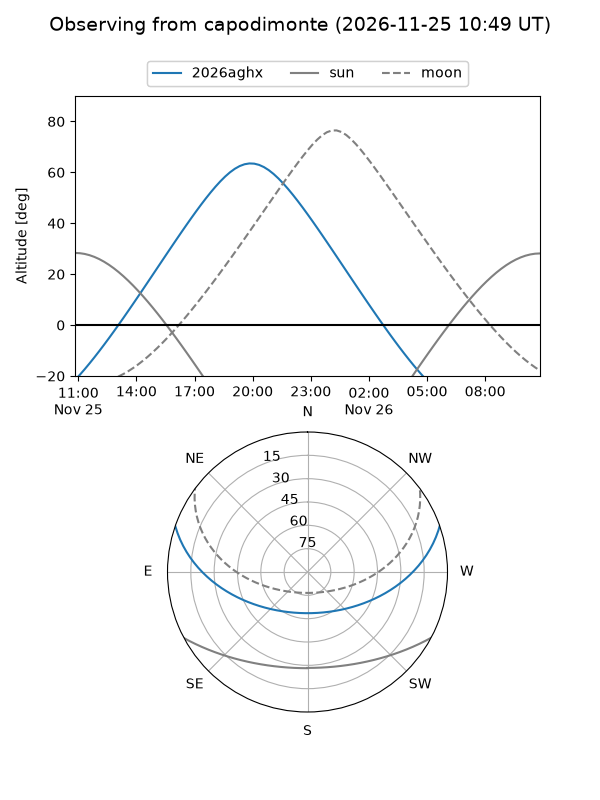 Observing from capodimonte (2026-11-25 10:49 UT)
2026aghx sun moon
Altitude [deg]
80
60
40
20
0
−20
11:00 14:00 17:00 20:00 23:00 02:00 05:00 08:00
Nov 25 Nov 26
N
NE NW
15
30
45
60
75
E W
SE SW
S